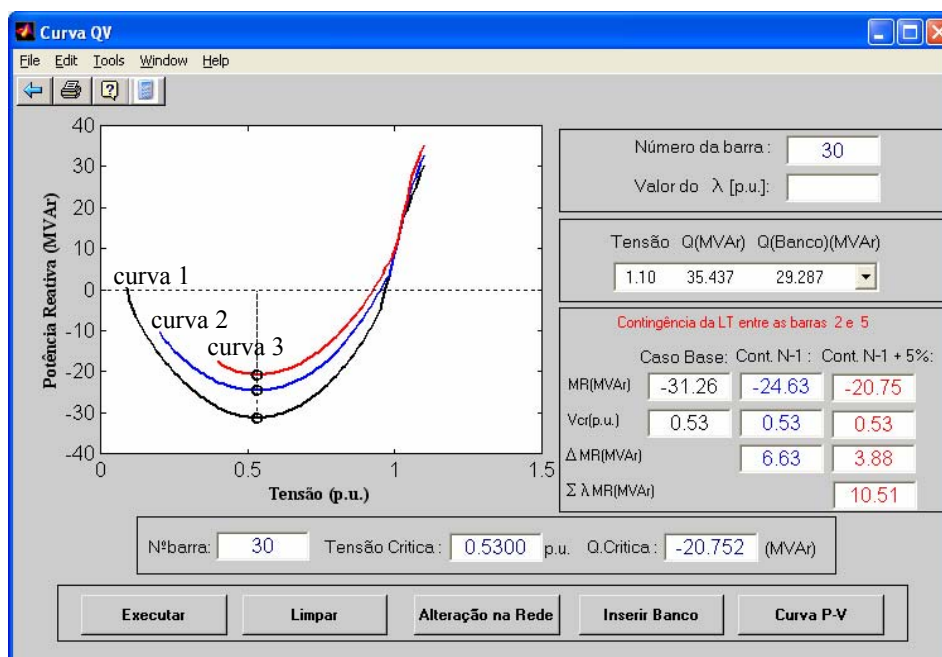 Curva QV
File Edit Tools Window Help
40
30
20
10
0
-10
-20
-30
-40
0
0.5
1
1.5
Potência Reativa (MVAr)
Tensão (p.u.)
curva 1
curva 2
curva 3
Número da barra : 30
Valor do λ [p.u.]:
Tensão Q(MVAr) Q(Banco)(MVAr)
1.10 35.437 29.287
Contingência da LT entre as barras 2 e 5
Caso Base: Cont. N-1 : Cont. N-1 + 5%:
MR(MVAr) -31.26 -24.63 -20.75
Vcr(p.u.) 0.53 0.53 0.53
Δ MR(MVAr) 6.63 3.88
Σ λ MR(MVAr) 10.51
Nºbarra: 30 Tensão Critica : 0.5300 p.u. Q.Critica : -20.752 (MVAr)
Executar Limpar Alteração na Rede Inserir Banco Curva P-V